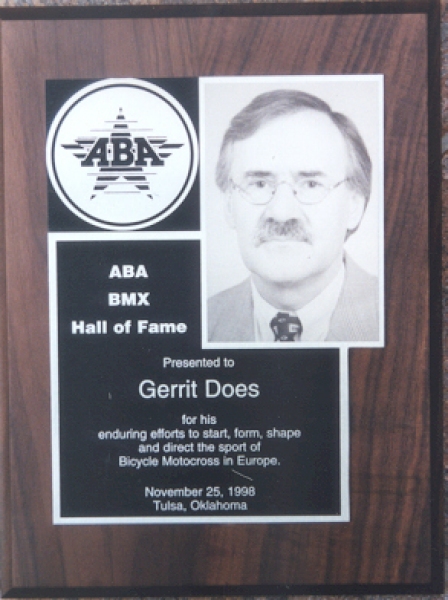 ABA
ABA
BMX
Hall of Fame
Presented to
Gerrit Does
for his
enduring efforts to start, form, shape
and direct the sport of
Bicycle Motocross in Europe.
November 25, 1998
Tulsa, Oklahoma